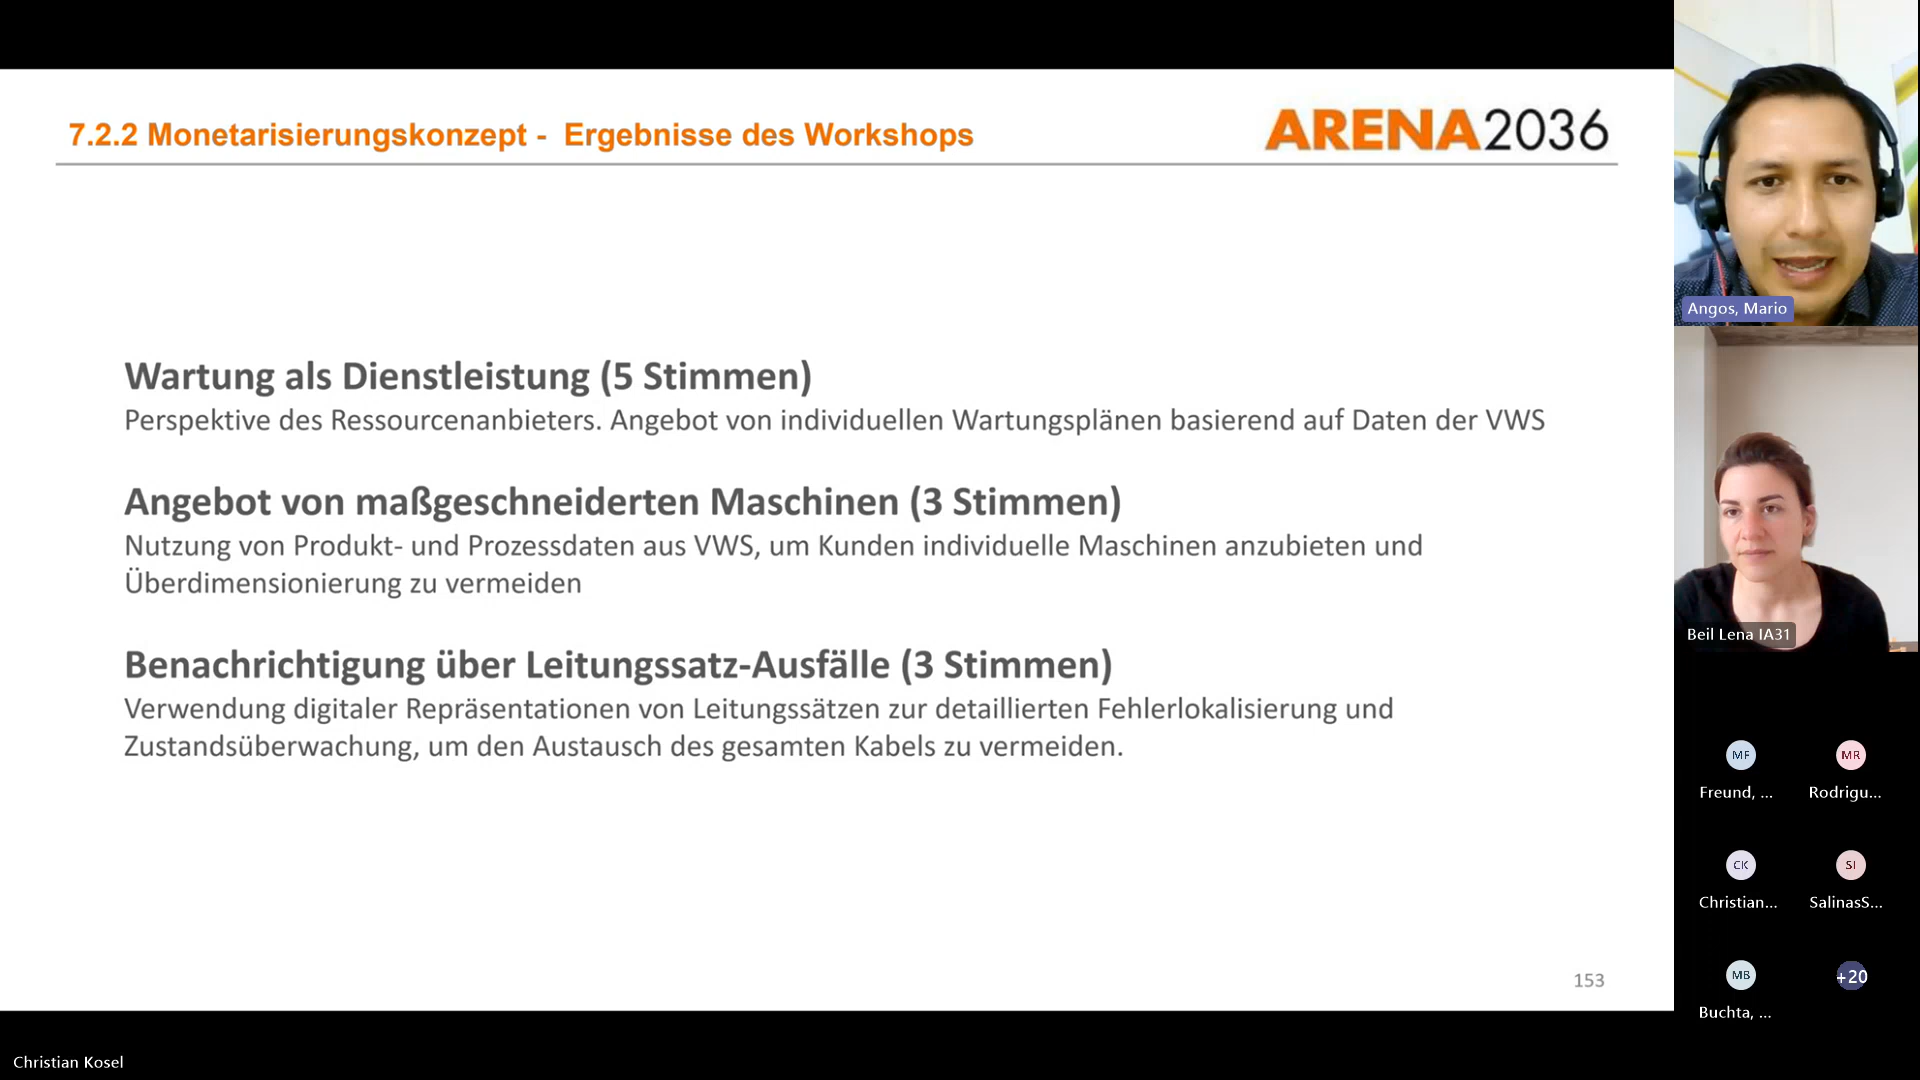 7.2.2 Monetarisierungskonzept - Ergebnisse des Workshops
ARENA2036
Wartung als Dienstleistung (5 Stimmen)
Perspektive des Ressourcenanbieters. Angebot von individuellen Wartungsplänen basierend auf Daten der VWS
Angebot von maßgeschneiderten Maschinen (3 Stimmen)
Nutzung von Produkt- und Prozessdaten aus VWS, um Kunden individuelle Maschinen anzubieten und
Überdimensionierung zu vermeiden
Benachrichtigung über Leitungssatz-Ausfälle (3 Stimmen)
Verwendung digitaler Repräsentationen von Leitungssätzen zur detaillierten Fehlerlokalisierung und
Zustandsüberwachung, um den Austausch des gesamten Kabels zu vermeiden.
153
Christian Kosel
Angos, Mario
Beil Lena IA31
MF
MR
Freund, ...
Rodrigu...
CK
SI
Christian...
SalinasS...
MB
+20
Buchta, ...